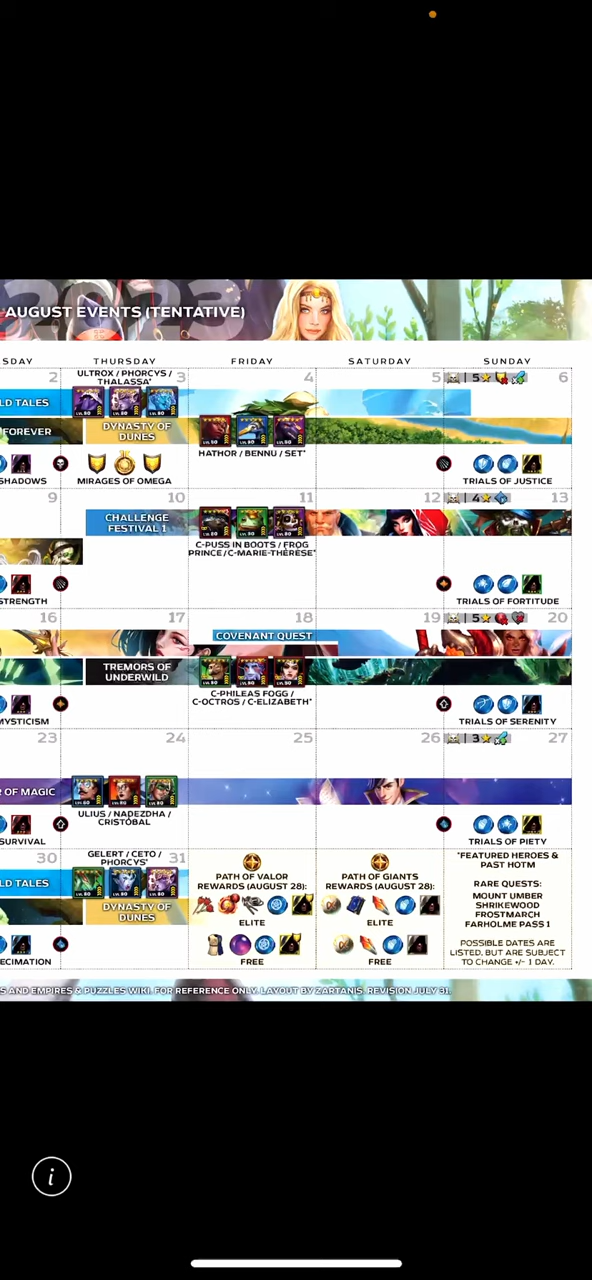 2023
AUGUST EVENTS (TENTATIVE)
SDAY THURSDAY FRIDAY SATURDAY SUNDAY
2 ULTROX / PHORCYS / THALASSA* 3 4 5 5 6
LD TALES
FOREVER DYNASTY OF DUNES
HATHOR / BENNU / SET*
SHADOWS MIRAGES OF OMEGA TRIALS OF JUSTICE
9 10 11 12 4 13
CHALLENGE FESTIVAL 1
C-PUSS IN BOOTS / FROG
PRINCE / C-MARIE-THÉRÈSE*
STRENGTH TRIALS OF FORTITUDE
16 17 18 19 5 20
COVENANT QUEST
TREMORS OF UNDERWILD
C-PHILEAS FOGG /
C-OCTROS / C-ELIZABETH*
MYSTICISM TRIALS OF SERENITY
23 24 25 26 3 27
R OF MAGIC
ULIUS / NADEZHDA /
CRISTÓBAL
SURVIVAL TRIALS OF PIETY
30 GELERT / CETO / PHORCYS* 31
LD TALES
DYNASTY OF DUNES
ECIMATION
PATH OF VALOR
REWARDS (AUGUST 28):
ELITE
FREE
PATH OF GIANTS
REWARDS (AUGUST 28):
ELITE
FREE
*FEATURED HEROES &
PAST HOTM
RARE QUESTS:
MOUNT UMBER
SHRIKEWOOD
FROSTMARCH
FARHOLME PASS 1
POSSIBLE DATES ARE
LISTED, BUT ARE SUBJECT
TO CHANGE +/- 1 DAY.
S AND EMPIRES & PUZZLES WIKI. FOR REFERENCE ONLY. LAYOUT BY ZARTANIS. REVISION JULY 31.
i